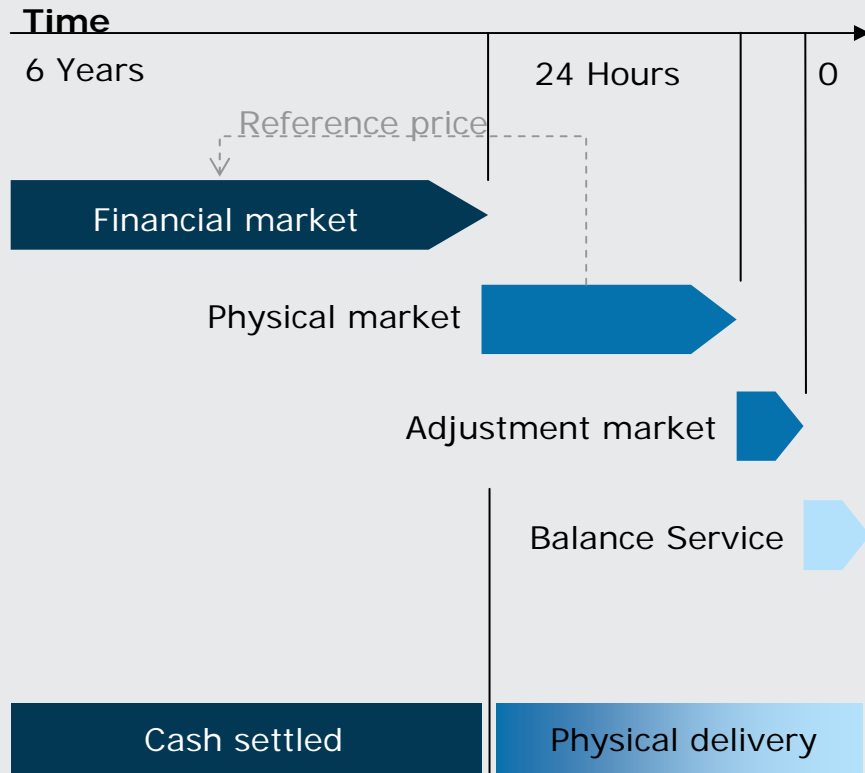 Time
6 Years
24 Hours
0
Reference price
Financial market
Physical market
Adjustment market
Balance Service
Cash settled
Physical delivery